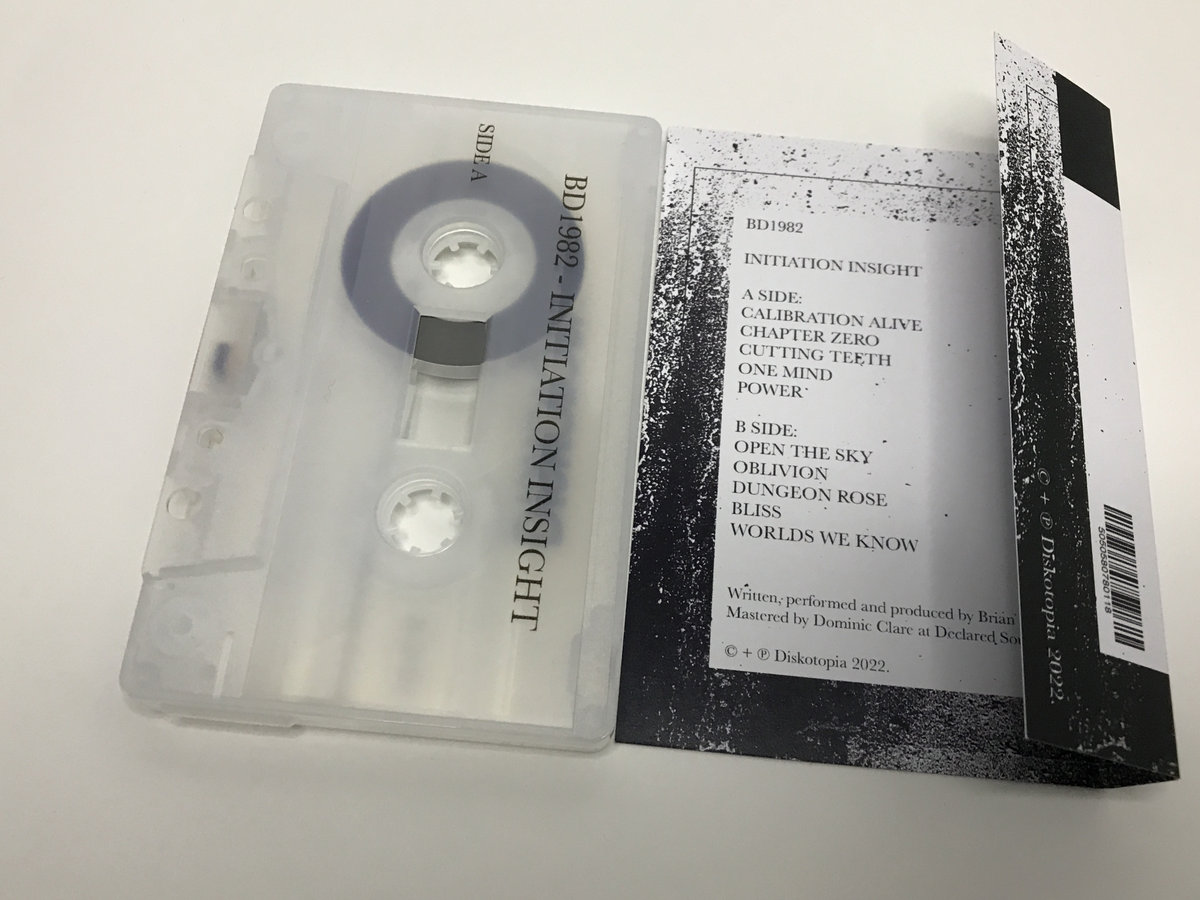 SIDE A
BD1982 - INITIATION INSIGHT
BD1982
INITIATION INSIGHT
A SIDE:
CALIBRATION ALIVE
CHAPTER ZERO
CUTTING TEETH
ONE MIND
POWER
B SIDE:
OPEN THE SKY
OBLIVION
DUNGEON ROSE
BLISS
WORLDS WE KNOW
Written, performed and produced by Brian
Mastered by Dominic Clare at Declared
© + ℗ Diskotopia 2022.
© + ℗ Diskotopia 2022.
5050580780118